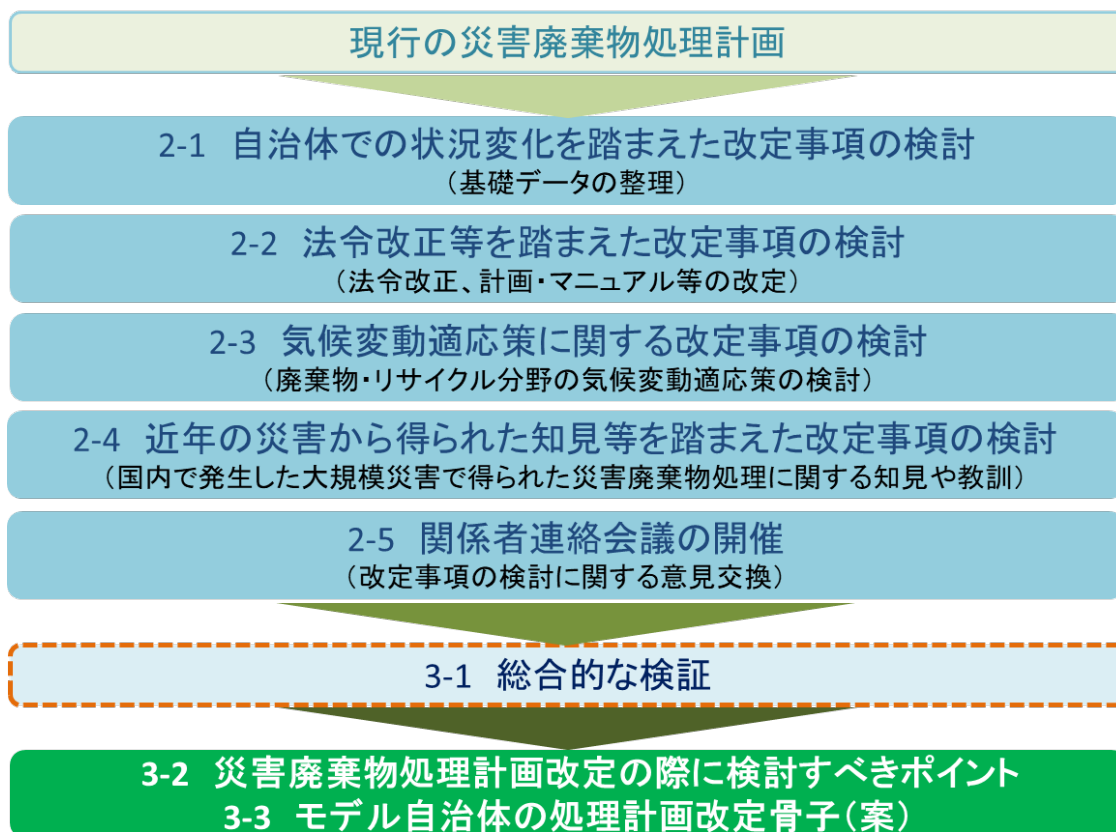 現行の災害廃棄物処理計画
2-1 自治体での状況変化を踏まえた改定事項の検討
（基礎データの整理）
2-2 法令改正等を踏まえた改定事項の検討
（法令改正、計画・マニュアル等の改定）
2-3 気候変動適応策に関する改定事項の検討
（廃棄物・リサイクル分野の気候変動適応策の検討）
2-4 近年の災害から得られた知見等を踏まえた改定事項の検討
（国内で発生した大規模災害で得られた災害廃棄物処理に関する知見や教訓）
2-5 関係者連絡会議の開催
（改定事項の検討に関する意見交換）
3-1 総合的な検証
3-2 災害廃棄物処理計画改定の際に検討すべきポイント
3-3 モデル自治体の処理計画改定骨子（案）